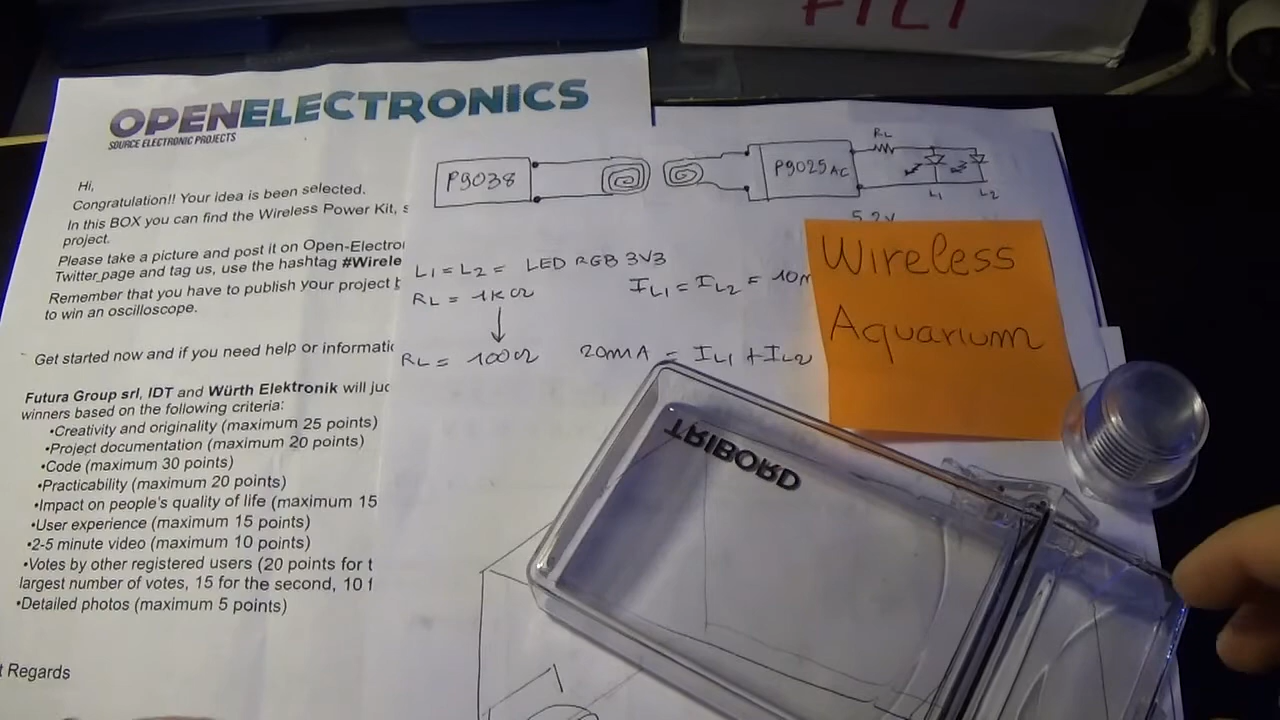 OPENELECTRONICS
SOURCE ELECTRONIC PROJECTS
Hi,
Congratulation!! Your idea is been selected.
In this BOX you can find the Wireless Power Kit, s
project.
Please take a picture and post it on Open-Electro
Twitter page and tag us, use the hashtag #Wirele
Remember that you have to publish your project
to win an oscilloscope.
Get started now and if you need help or informati
Futura Group srl, IDT and Würth Elektronik will jud
winners based on the following criteria:
•Creativity and originality (maximum 25 points)
•Project documentation (maximum 20 points)
•Code (maximum 30 points)
•Practicability (maximum 20 points)
•Impact on people's quality of life (maximum 15
•User experience (maximum 15 points)
•2-5 minute video (maximum 10 points)
•Votes by other registered users (20 points for t
largest number of votes, 15 for the second, 10 f
•Detailed photos (maximum 5 points)
t Regards
P9038
P9025 AC
RL
L1
L2
L1 = L2 = LED RGB 3V3
RL = 1KΩ
IL1 = IL2 = 10m
RL = 100Ω
20mA = IL1 + IL2
Wireless
Aquarium
TRIBORD